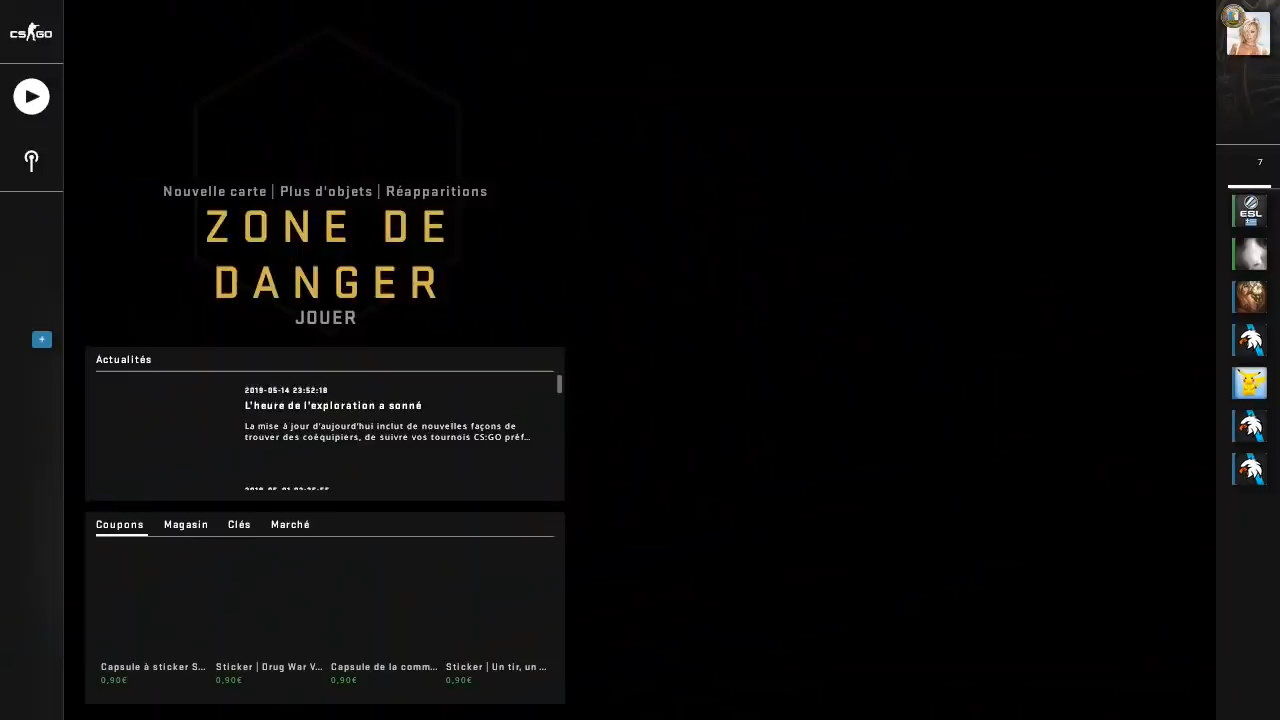 CS:GO
7
ESL
Nouvelle carte | Plus d'objets | Réapparitions
ZONE DE
DANGER
JOUER
+
Actualités
2019-05-14 23:52:18
L'heure de l'exploration a sonné
La mise à jour d'aujourd'hui inclut de nouvelles façons de
trouver des coéquipiers, de suivre vos tournois CS:GO préf...
Coupons Magasin Clés Marché
Capsule à sticker S... Sticker | Drug War V... Capsule de la comm... Sticker | Un tir, un ...
0,90€ 0,90€ 0,90€ 0,90€